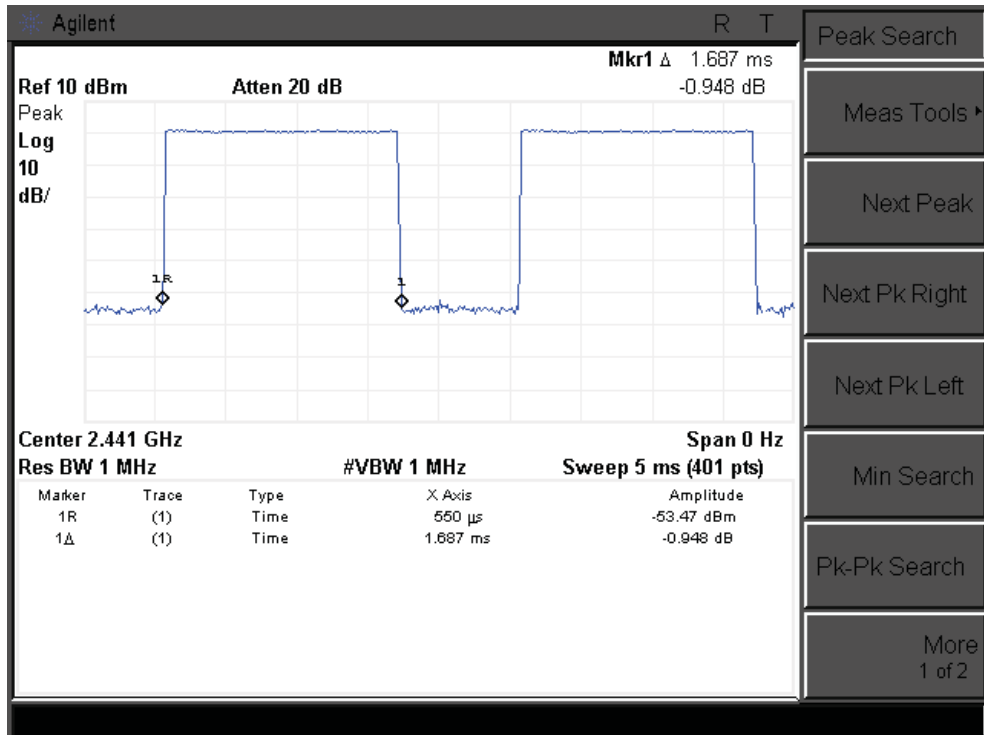 Agilent
R T
Mkr1 Δ 1.687 ms
Ref 10 dBm Atten 20 dB -0.948 dB
Peak
Log
10
dB/
1R
1
Center 2.441 GHz Span 0 Hz
Res BW 1 MHz #VBW 1 MHz Sweep 5 ms (401 pts)
Marker Trace Type X Axis Amplitude
1R (1) Time 550 µs -53.47 dBm
1Δ (1) Time 1.687 ms -0.948 dB
Peak Search
Meas Tools
Next Peak
Next Pk Right
Next Pk Left
Min Search
Pk-Pk Search
More
1 of 2